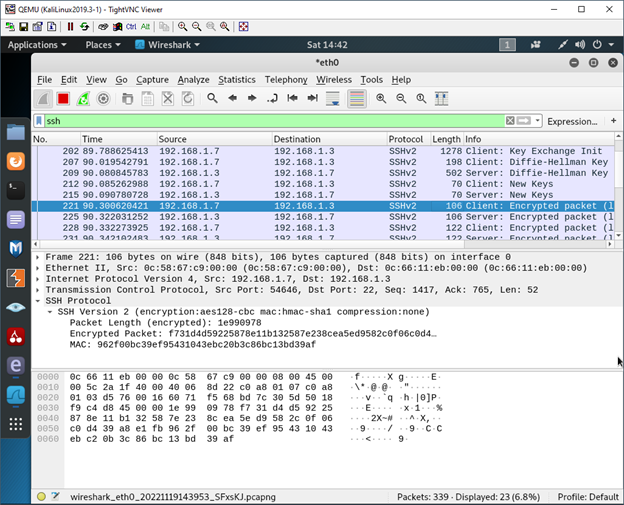 QEMU (KaliLinux2019.3-1) - TightVNC Viewer
Ctrl Alt
Applications Places Wireshark Sat 14:42 1
*eth0
File Edit View Go Capture Analyze Statistics Telephony Wireless Tools Help
ssh Expression… +
No. Time Source Destination Protocol Length Info
202 89.788625413 192.168.1.7 192.168.1.3 SSHv2 1278 Client: Key Exchange Init
207 90.019542791 192.168.1.7 192.168.1.3 SSHv2 198 Client: Diffie-Hellman Key
209 90.080845783 192.168.1.3 192.168.1.7 SSHv2 502 Server: Diffie-Hellman Key
212 90.085262988 192.168.1.7 192.168.1.3 SSHv2 70 Client: New Keys
215 90.090780728 192.168.1.3 192.168.1.7 SSHv2 70 Server: New Keys
221 90.300620421 192.168.1.7 192.168.1.3 SSHv2 106 Client: Encrypted packet (l
225 90.322031252 192.168.1.3 192.168.1.7 SSHv2 106 Server: Encrypted packet (l
228 90.332273925 192.168.1.7 192.168.1.3 SSHv2 122 Client: Encrypted packet (l
231 90.342102483 192.168.1.3 192.168.1.7 SSHv2 122 Server: Encrypted packet (l
Frame 221: 106 bytes on wire (848 bits), 106 bytes captured (848 bits) on interface 0
Ethernet II, Src: 0c:58:67:c9:00:00 (0c:58:67:c9:00:00), Dst: 0c:66:11:eb:00:00 (0c:66:11:eb:00:00)
Internet Protocol Version 4, Src: 192.168.1.7, Dst: 192.168.1.3
Transmission Control Protocol, Src Port: 54646, Dst Port: 22, Seq: 1417, Ack: 765, Len: 52
SSH Protocol
SSH Version 2 (encryption:aes128-cbc mac:hmac-sha1 compression:none)
Packet Length (encrypted): 1e990978
Encrypted Packet: f731d4d59225878e11b132587e238cea5ed9582c0f06c0d4…
MAC: 962f00bc39ef95431043ebc20b3c86bc13bd39af
0000 0c 66 11 eb 00 00 0c 58 67 c9 00 00 08 00 45 00 ·f·····X g·····E·
0010 00 5c 2a 1f 40 00 40 06 8d 22 c0 a8 01 07 c0 a8 ·\*·@·@· ·"······
0020 01 03 d5 76 00 16 60 71 f5 68 bd 7c 30 5d 50 18 ···v··`q ·h·|0]P·
0030 f9 c4 d8 45 00 00 1e 99 09 78 f7 31 d4 d5 92 25 ···E···· ·x·1···%
0040 87 8e 11 b1 32 58 7e 23 8c ea 5e d9 58 2c 0f 06 ····2X~# ··^·X,··
0050 c0 d4 39 a8 e1 fb 96 2f 00 bc 39 ef 95 43 10 43 ··9····/ ··9··C·C
0060 eb c2 0b 3c 86 bc 13 bd 39 af ···<···· 9·
wireshark_eth0_20221119143953_SFxsKJ.pcapng Packets: 339 · Displayed: 23 (6.8%) Profile: Default